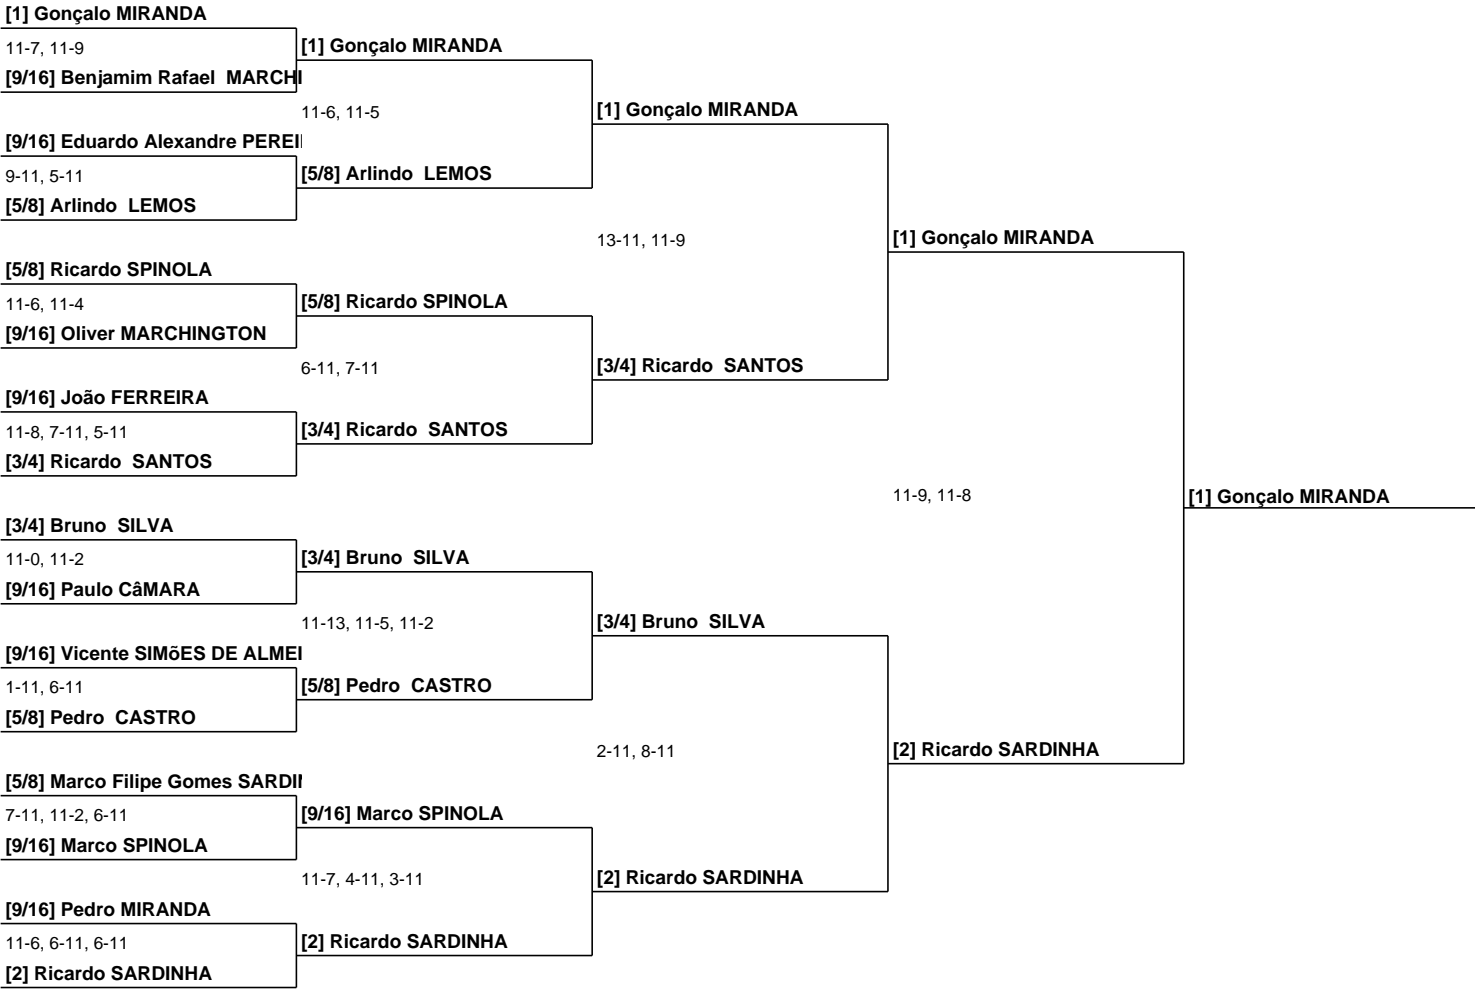 [1] Gonçalo MIRANDA
11-7, 11-9
[9/16] Benjamim Rafael  MARCHI
[1] Gonçalo MIRANDA
11-6, 11-5
[9/16] Eduardo Alexandre PEREI
9-11, 5-11
[5/8] Arlindo  LEMOS
[5/8] Arlindo  LEMOS
[1] Gonçalo MIRANDA
13-11, 11-9
[5/8] Ricardo SPINOLA
11-6, 11-4
[9/16] Oliver MARCHINGTON
[5/8] Ricardo SPINOLA
6-11, 7-11
[9/16] João FERREIRA
11-8, 7-11, 5-11
[3/4] Ricardo  SANTOS
[3/4] Ricardo  SANTOS
[3/4] Ricardo  SANTOS
[1] Gonçalo MIRANDA
11-9, 11-8
[1] Gonçalo MIRANDA
[3/4] Bruno  SILVA
11-0, 11-2
[9/16] Paulo CâMARA
[3/4] Bruno  SILVA
11-13, 11-5, 11-2
[9/16] Vicente SIMõES DE ALMEI
1-11, 6-11
[5/8] Pedro  CASTRO
[5/8] Pedro  CASTRO
[3/4] Bruno  SILVA
2-11, 8-11
[5/8] Marco Filipe Gomes SARDIN
7-11, 11-2, 6-11
[9/16] Marco SPINOLA
[9/16] Marco SPINOLA
11-7, 4-11, 3-11
[9/16] Pedro MIRANDA
11-6, 6-11, 6-11
[2] Ricardo SARDINHA
[2] Ricardo SARDINHA
[2] Ricardo SARDINHA
[2] Ricardo SARDINHA